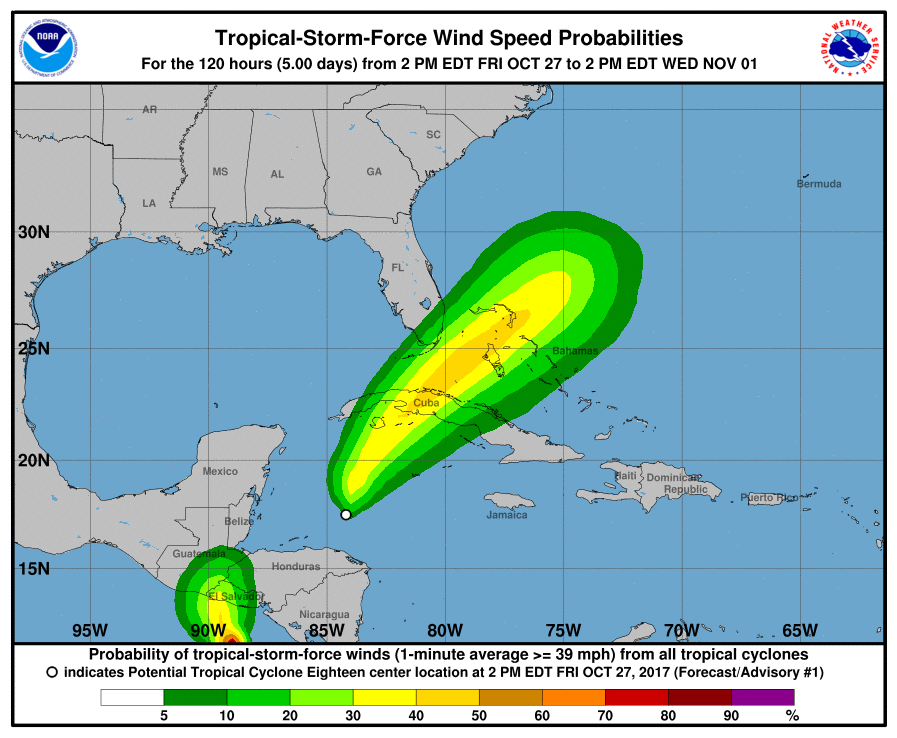 Tropical-Storm-Force Wind Speed Probabilities
For the 120 hours (5.00 days) from 2 PM EDT FRI OCT 27 to 2 PM EDT WED NOV 01
NOAA
NATIONAL WEATHER SERVICE
AR
SC
MS
AL
GA
Bermuda
LA
30N
FL
25N
Bahamas
Cuba
20N
Mexico
Haiti
Dominican
Republic
Puerto Rico
Jamaica
Belize
Guatemala
15N
Honduras
El Salvador
Nicaragua
95W
90W
85W
80W
75W
70W
65W
Probability of tropical-storm-force winds (1-minute average >= 39 mph) from all tropical cyclones
indicates Potential Tropical Cyclone Eighteen center location at 2 PM EDT FRI OCT 27, 2017 (Forecast/Advisory #1)
5 10 20 30 40 50 60 70 80 90 %